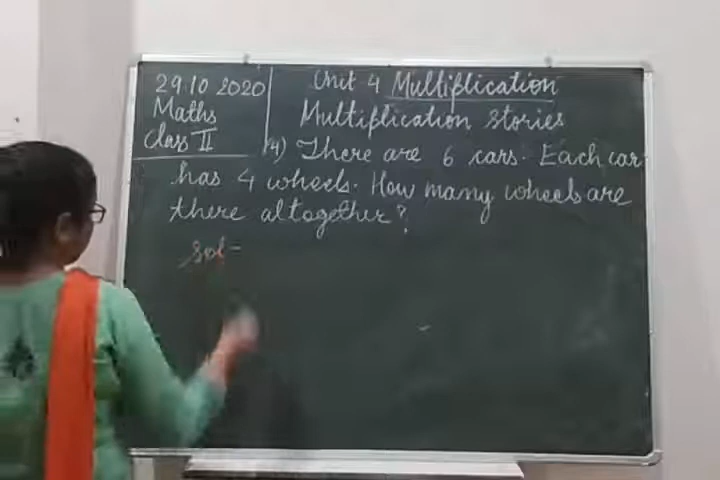 29.10 2020
Maths
Class II
Unit 4 Multiplication
Multiplication Stories
4) There are 6 cars. Each car
has 4 wheels. How many wheels are
there altogether?
Sol-